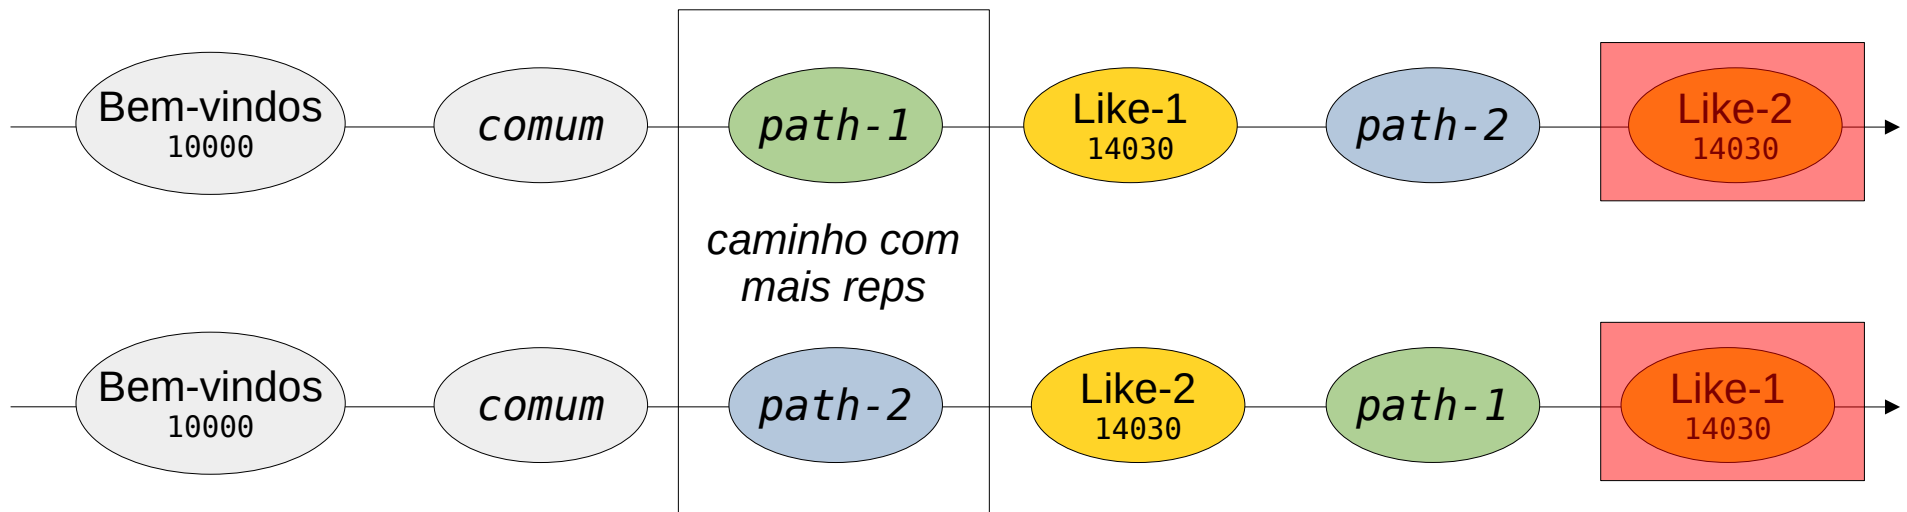 Bem-vindos
10000
comum
path-1
Like-1
14030
path-2
Like-2
14030
caminho com
mais reps
Bem-vindos
10000
comum
path-2
Like-2
14030
path-1
Like-1
14030